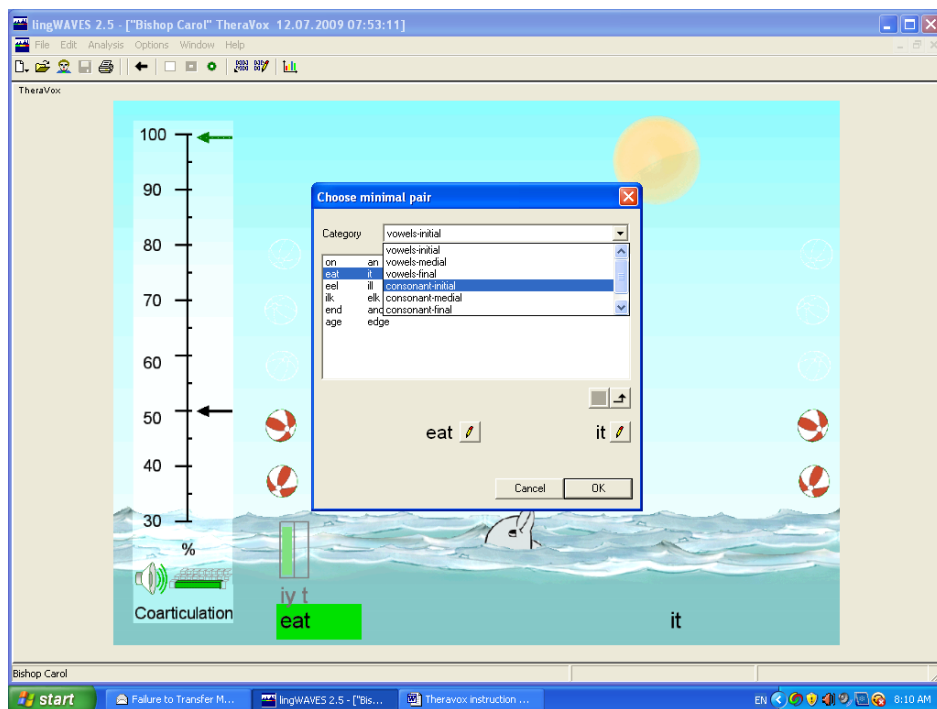 lingWAVES 2.5 - ["Bishop Carol" TheraVox 12.07.2009 07:53:11]
File Edit Analysis Options Window Help
TheraVox
100
90
80
70
60
50
40
30
%
Coarticulation
Choose minimal pair
Category vowels-initial
vowels-initial
vowels-medial
vowels-final
consonant-initial
consonant-medial
consonant-final
on an
eat it
eel ill
ilk elk
end and
age edge
eat it
Cancel OK
iy t
eat it
Bishop Carol
start Failure to Transfer M... lingWAVES 2.5 - ["Bis... Theravox instruction ... EN 8:10 AM